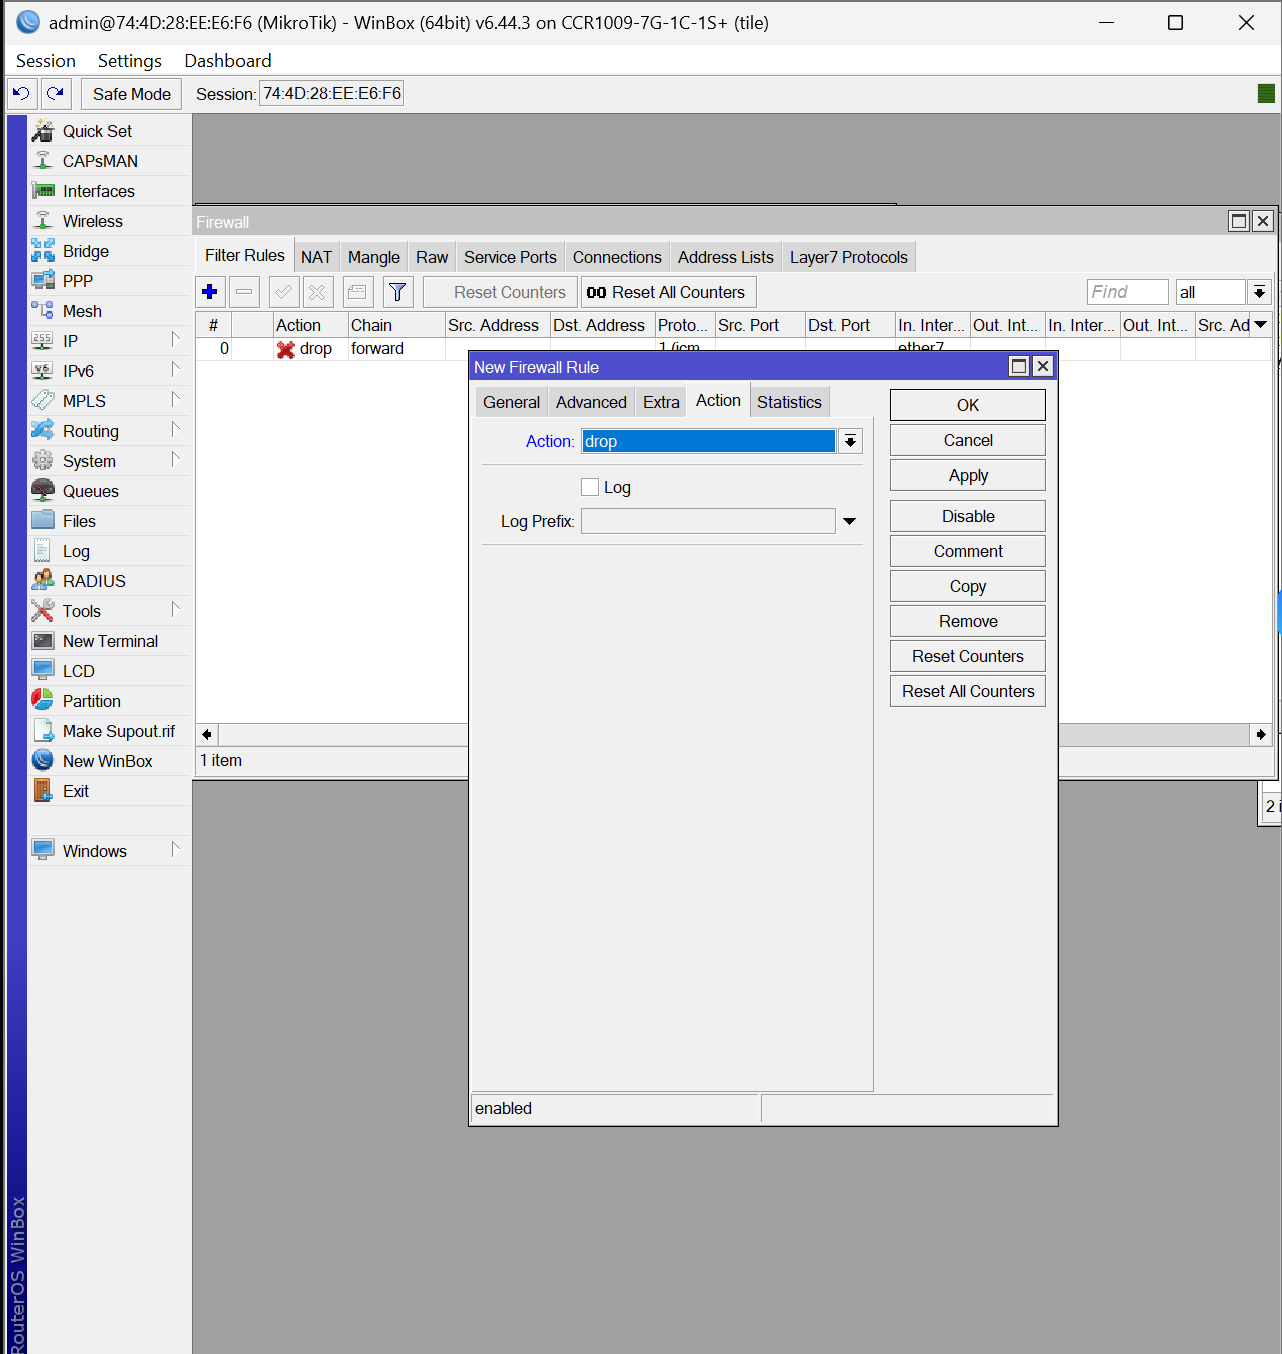 admin@74:4D:28:EE:E6:F6 (MikroTik) - WinBox (64bit) v6.44.3 on CCR1009-7G-1C-1S+ (tile)
Session Settings Dashboard
Safe Mode Session: 74:4D:28:EE:E6:F6
Quick Set
CAPsMAN
Interfaces
Wireless
Bridge
PPP
Mesh
IP
IPv6
MPLS
Routing
System
Queues
Files
Log
RADIUS
Tools
New Terminal
LCD
Partition
Make Supout.rif
New WinBox
Exit
Windows
RouterOS WinBox
Firewall
Filter Rules NAT Mangle Raw Service Ports Connections Address Lists Layer7 Protocols
Reset Counters 00 Reset All Counters Find all
# Action Chain Src. Address Dst. Address Proto... Src. Port Dst. Port In. Inter... Out. Int... In. Inter... Out. Int... Src. Ad
0 drop forward 1 (icm... ether7
1 item
New Firewall Rule
General Advanced Extra Action Statistics
Action: drop
Log
Log Prefix:
enabled
OK
Cancel
Apply
Disable
Comment
Copy
Remove
Reset Counters
Reset All Counters
2 i